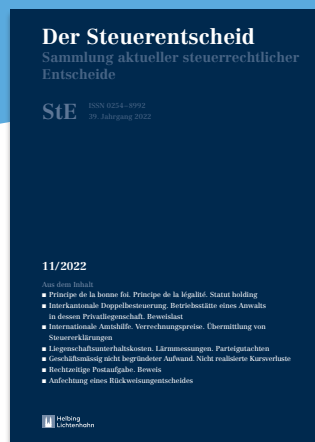 Der Steuerentscheid
Sammlung aktueller steuerrechtlicher
Entscheide
StE
ISSN 0254–9992
39. Jahrgang 2022
11/2022
Aus dem Inhalt
■ Principe de la bonne foi. Principe de la légalité. Statut holding
■ Interkantonale Doppelbesteuerung. Betriebsstätte eines Anwalts
in dessen Privatliegenschaft. Beweislast
■ Internationale Amtshilfe. Verrechnungspreise. Übermittlung von
Steuererklärungen
■ Liegenschaftsunterhaltskosten. Lärmmessungen. Parteigutachten
■ Geschäftsmässig nicht begründeter Aufwand. Nicht realisierte Kursverluste
■ Rechtzeitige Postaufgabe. Beweis
■ Anfechtung eines Rückweisungentscheides
Helbing
Lichtenhahn